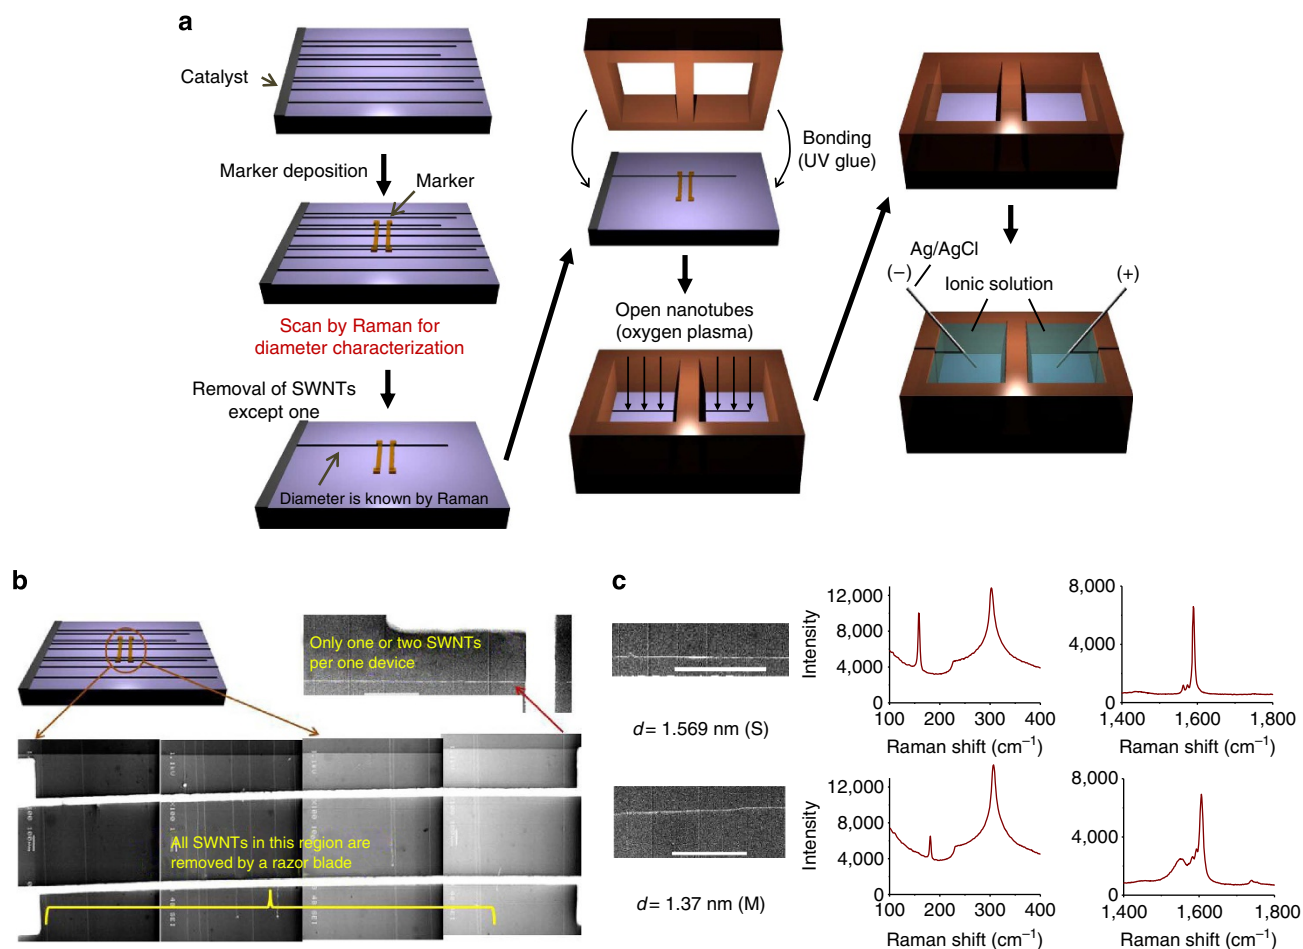 a
Catalyst
Marker deposition
Marker
Scan by Raman for
diameter characterization
Removal of SWNTs
except one
Diameter is known by Raman
Bonding
(UV glue)
Open nanotubes
(oxygen plasma)
Ag/AgCl
(–)
Ionic solution
(+)
b
Only one or two SWNTs
per one device
All SWNTs in this region are
removed by a razor blade
c
d = 1.569 nm (S)
Intensity
12,000
8,000
4,000
0
100 200 300 400
Raman shift (cm–1)
8,000
4,000
0
1,400 1,600 1,800
Raman shift (cm–1)
d = 1.37 nm (M)
Intensity
12,000
8,000
4,000
0
100 200 300 400
Raman shift (cm–1)
8,000
4,000
0
1,400 1,600 1,800
Raman shift (cm–1)